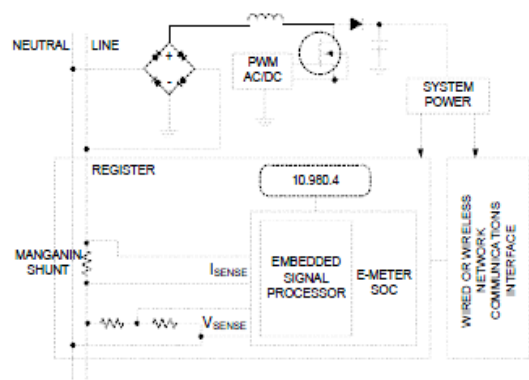 NEUTRAL
LINE
PWM
AC/DC
SYSTEM
POWER
REGISTER
10.980.4
MANGANIN
SHUNT
ISENSE
VSENSE
EMBEDDED
SIGNAL
PROCESSOR
E-METER
SOC
WIRED OR WIRELESS
NETWORK
COMMUNICATIONS
INTERFACE